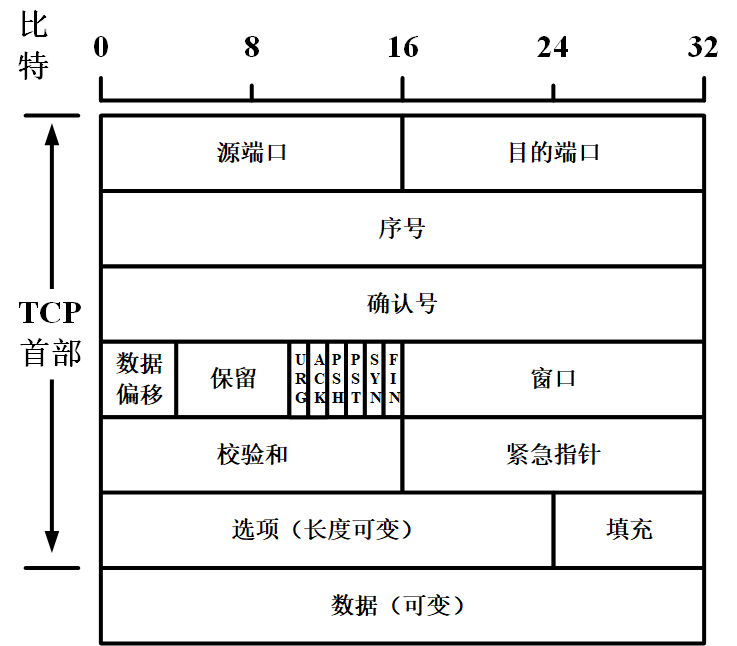 比特
0 8 16 24 32
源端口 目的端口
序号
确认号
TCP首部
数据偏移 保留 URG ACK PSH PST SYN FIN 窗口
校验和 紧急指针
选项（长度可变） 填充
数据（可变）